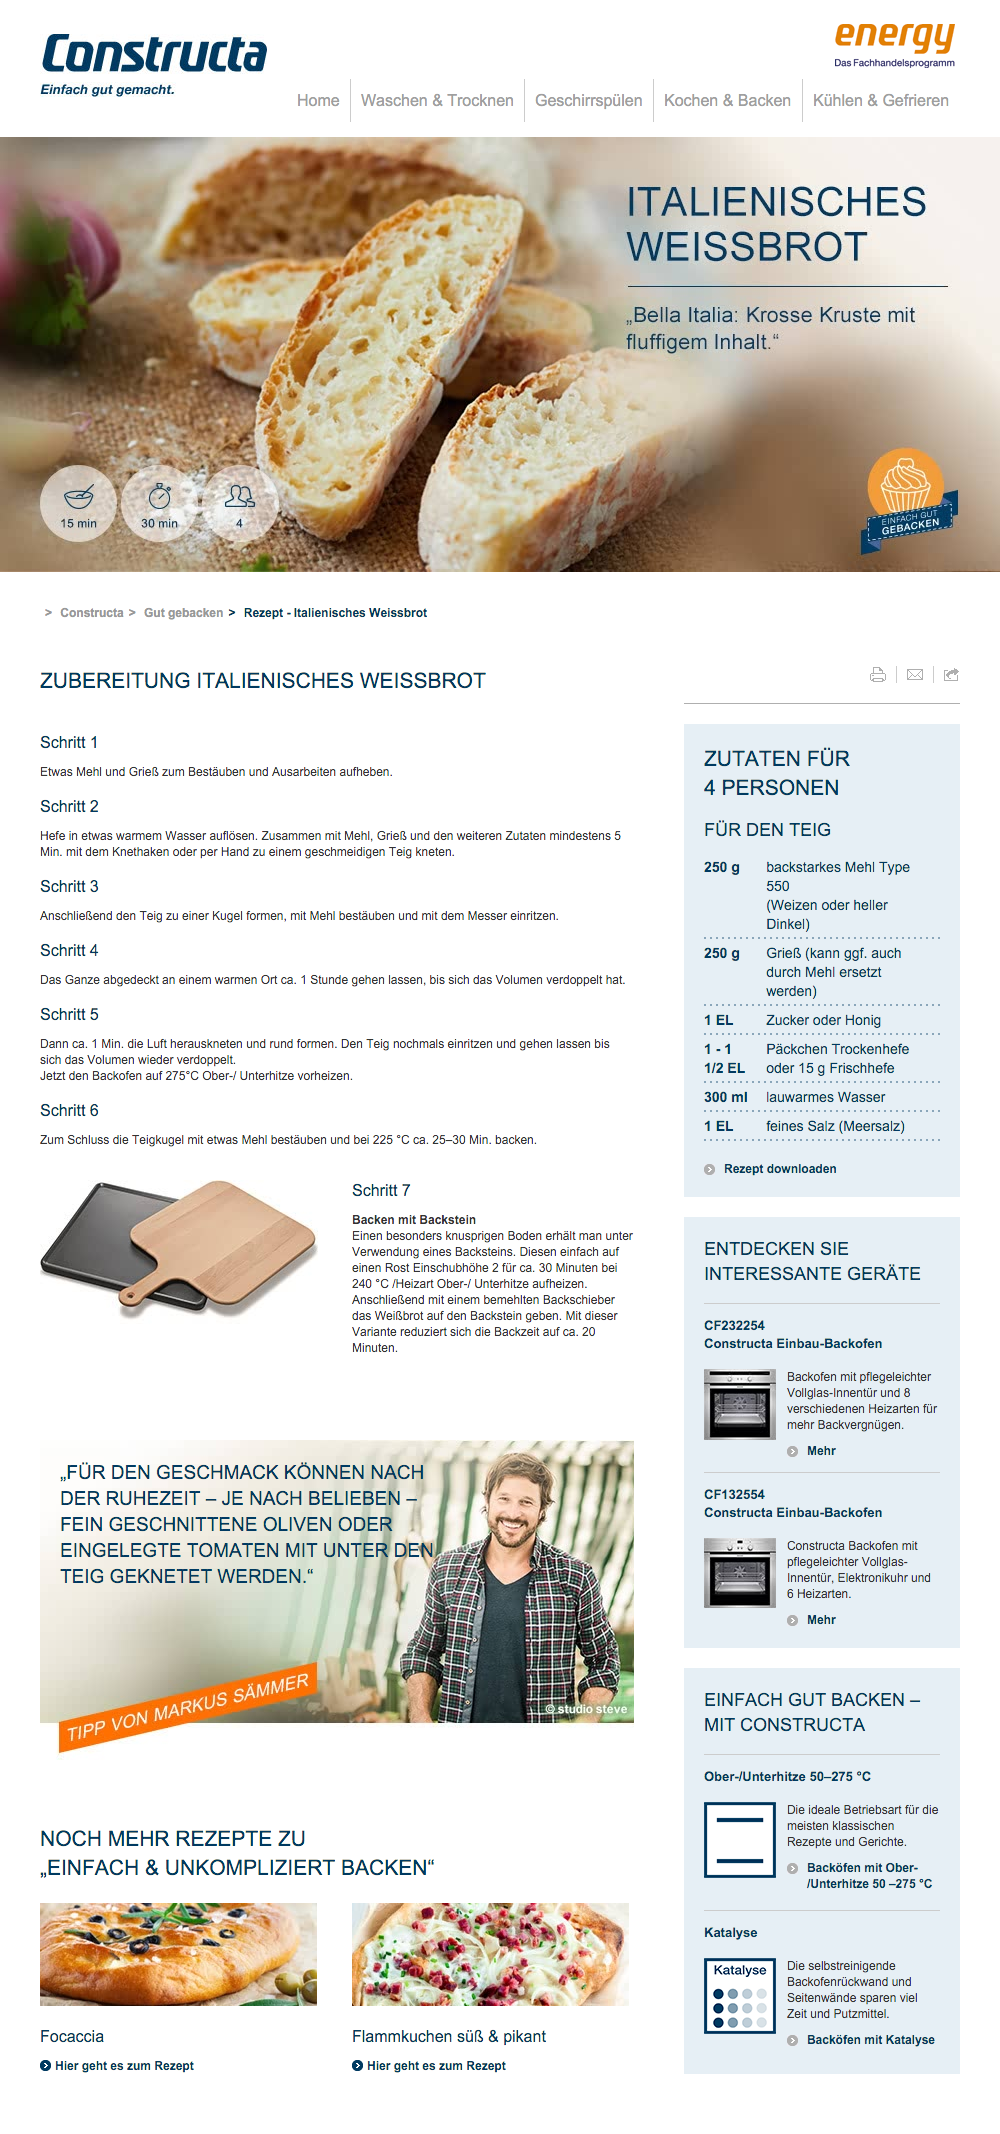 Constructa
Einfach gut gemacht.
energy
Das Fachhandelsprogramm
Home
Waschen & Trocknen
Geschirrspülen
Kochen & Backen
Kühlen & Gefrieren
ITALIENISCHES
WEISSBROT
„Bella Italia: Krosse Kruste mit
fluffigem Inhalt.“
15 min
30 min
4
EINFACH GUT
GEBACKEN
> Constructa > Gut gebacken > Rezept - Italienisches Weissbrot
ZUBEREITUNG ITALIENISCHES WEISSBROT
Schritt 1
Etwas Mehl und Grieß zum Bestäuben und Ausarbeiten aufheben.
Schritt 2
Hefe in etwas warmem Wasser auflösen. Zusammen mit Mehl, Grieß und den weiteren Zutaten mindestens 5
Min. mit dem Knethaken oder per Hand zu einem geschmeidigen Teig kneten.
Schritt 3
Anschließend den Teig zu einer Kugel formen, mit Mehl bestäuben und mit dem Messer einritzen.
Schritt 4
Das Ganze abgedeckt an einem warmen Ort ca. 1 Stunde gehen lassen, bis sich das Volumen verdoppelt hat.
Schritt 5
Dann ca. 1 Min. die Luft herauskneten und rund formen. Den Teig nochmals einritzen und gehen lassen bis
sich das Volumen wieder verdoppelt.
Jetzt den Backofen auf 275°C Ober-/ Unterhitze vorheizen.
Schritt 6
Zum Schluss die Teigkugel mit etwas Mehl bestäuben und bei 225 °C ca. 25–30 Min. backen.
Schritt 7
Backen mit Backstein
Einen besonders knusprigen Boden erhält man unter
Verwendung eines Backsteins. Diesen einfach auf
einen Rost Einschubhöhe 2 für ca. 30 Minuten bei
240 °C /Heizart Ober-/ Unterhitze aufheizen.
Anschließend mit einem bemehlten Backschieber
das Weißbrot auf den Backstein geben. Mit dieser
Variante reduziert sich die Backzeit auf ca. 20
Minuten.
„FÜR DEN GESCHMACK KÖNNEN NACH
DER RUHEZEIT – JE NACH BELIEBEN –
FEIN GESCHNITTENE OLIVEN ODER
EINGELEGTE TOMATEN MIT UNTER DEN
TEIG GEKNETET WERDEN.“
TIPP VON MARKUS SÄMMER
© studio steve
NOCH MEHR REZEPTE ZU
„EINFACH & UNKOMPLIZIERT BACKEN“
Focaccia
Hier geht es zum Rezept
Flammkuchen süß & pikant
Hier geht es zum Rezept
ZUTATEN FÜR
4 PERSONEN
FÜR DEN TEIG
250 g backstarkes Mehl Type
550
(Weizen oder heller
Dinkel)
250 g Grieß (kann ggf. auch
durch Mehl ersetzt
werden)
1 EL Zucker oder Honig
1 - 1 Päckchen Trockenhefe
1/2 EL oder 15 g Frischhefe
300 ml lauwarmes Wasser
1 EL feines Salz (Meersalz)
Rezept downloaden
ENTDECKEN SIE
INTERESSANTE GERÄTE
CF232254
Constructa Einbau-Backofen
Backofen mit pflegeleichter
Vollglas-Innentür und 8
verschiedenen Heizarten für
mehr Backvergnügen.
Mehr
CF132554
Constructa Einbau-Backofen
Constructa Backofen mit
pflegeleichter Vollglas-
Innentür, Elektronikuhr und
6 Heizarten.
Mehr
EINFACH GUT BACKEN –
MIT CONSTRUCTA
Ober-/Unterhitze 50–275 °C
Die ideale Betriebsart für die
meisten klassischen
Rezepte und Gerichte.
Backöfen mit Ober-
/Unterhitze 50 –275 °C
Katalyse
Katalyse
Die selbstreinigende
Backofenrückwand und
Seitenwände sparen viel
Zeit und Putzmittel.
Backöfen mit Katalyse